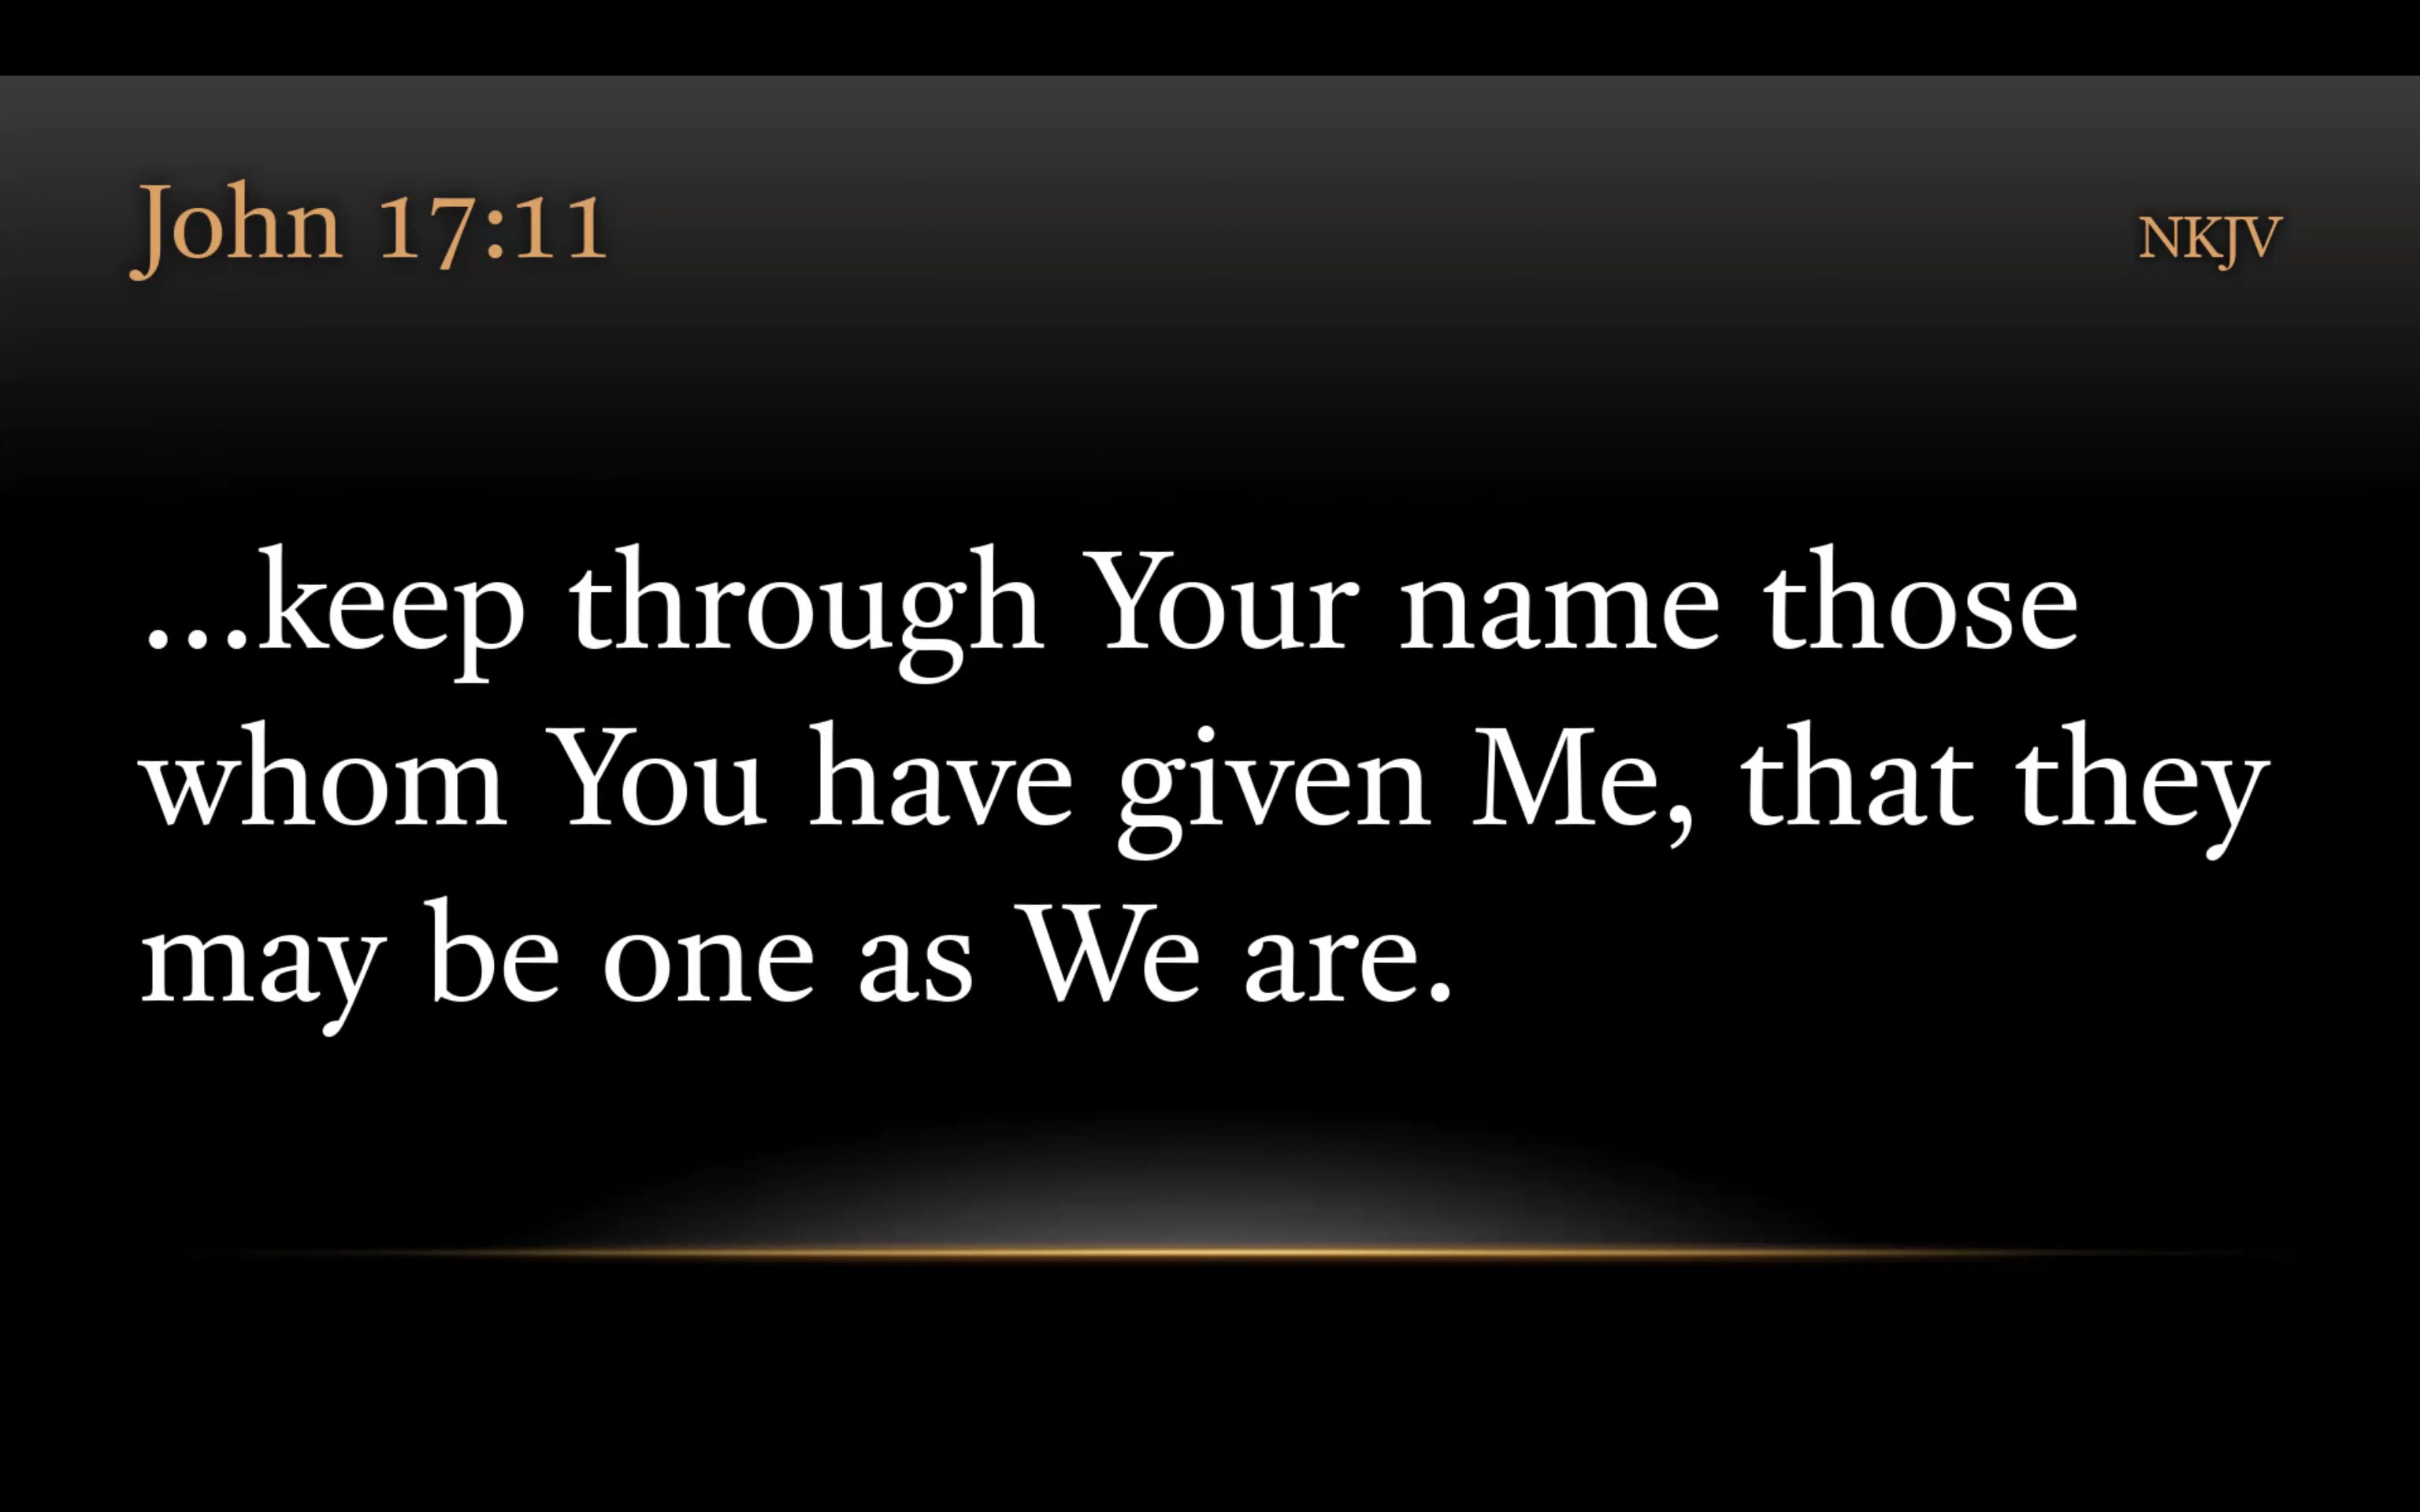 John 17:11
NKJV
...keep through Your name those
whom You have given Me, that they
may be one as We are.